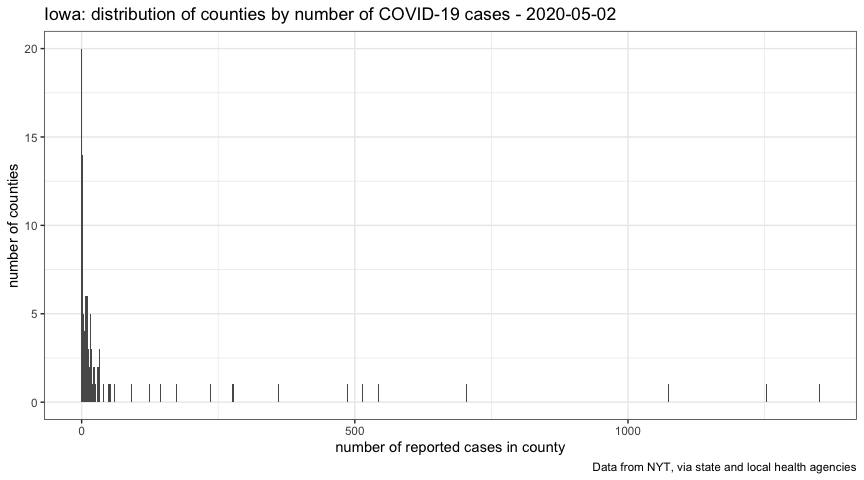 Iowa: distribution of counties by number of COVID-19 cases - 2020-05-02
20
15
10
5
0
number of counties
0 500 1000
number of reported cases in county
Data from NYT, via state and local health agencies